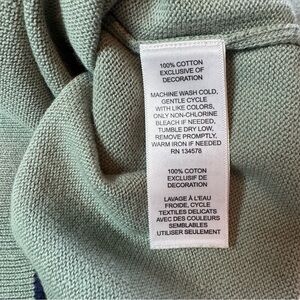 100% COTTON
EXCLUSIVE OF
DECORATION
MACHINE WASH COLD,
GENTLE CYCLE
WITH LIKE COLORS,
ONLY NON-CHLORINE
BLEACH IF NEEDED,
TUMBLE DRY LOW,
REMOVE PROMPTLY,
WARM IRON IF NEEDED
RN 134578
100% COTON
EXCLUSIF DE
DECORATION
LAVAGE À L'EAU
FROIDE, CYCLE
TEXTILES DELICATS
AVEC DES COULEURS
SEMBLABLES
UTILISER SEULEMENT